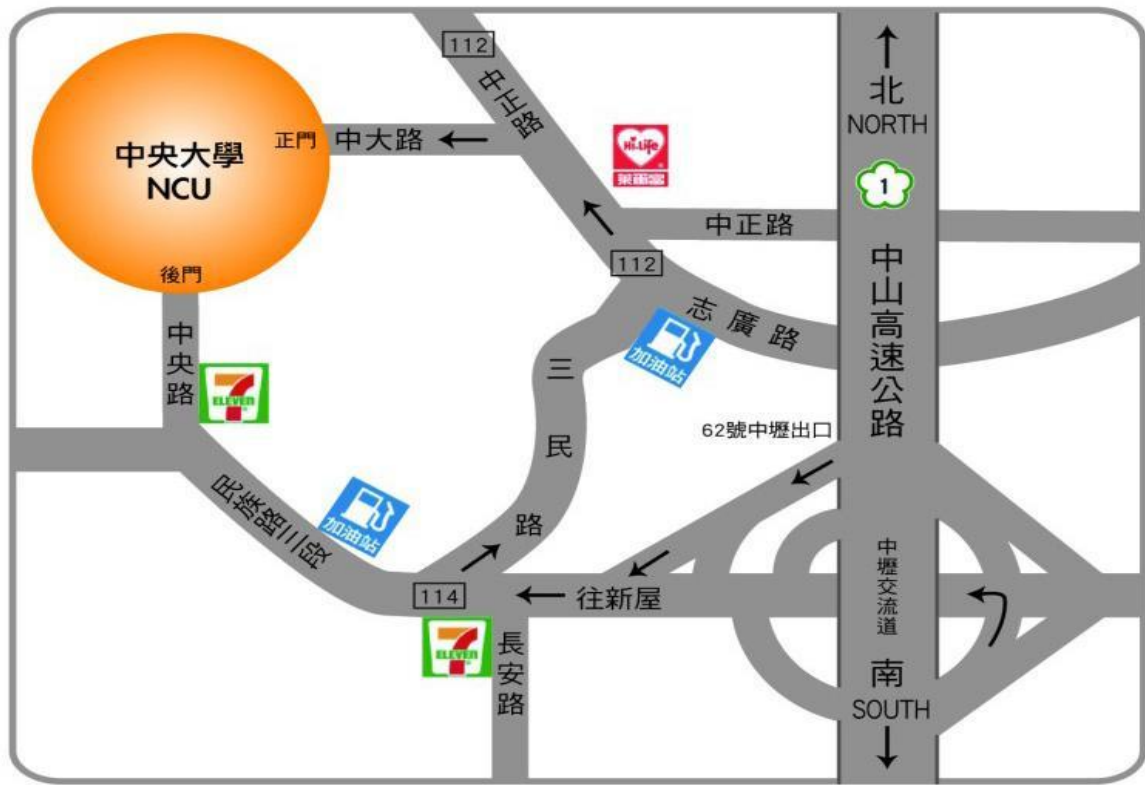 112
中正路
北
NORTH
正門
中大路
中央大學
NCU
Hi-Life
萊爾富
1
中正路
112
後門
志廣路
中山高速公路
中央路
加油站
7
ELEVEN
三民路
62號中壢出口
民族路三段
加油站
中壢交流道
114
往新屋
7
ELEVEN
長安路
南
SOUTH